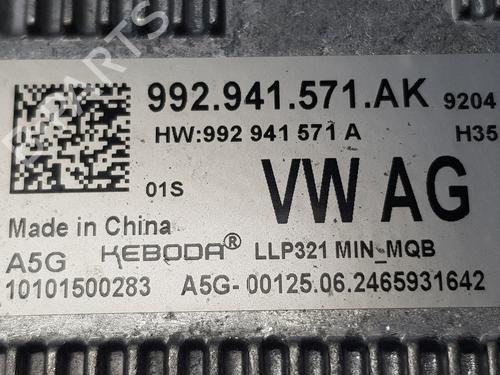 992.941.571.AK 9204
HW:992 941 571 A H35
01S VW AG
Made in China
A5G KEBODA® LLP321 MIN_MQB
10101500283 A5G-00125.06.2465931642